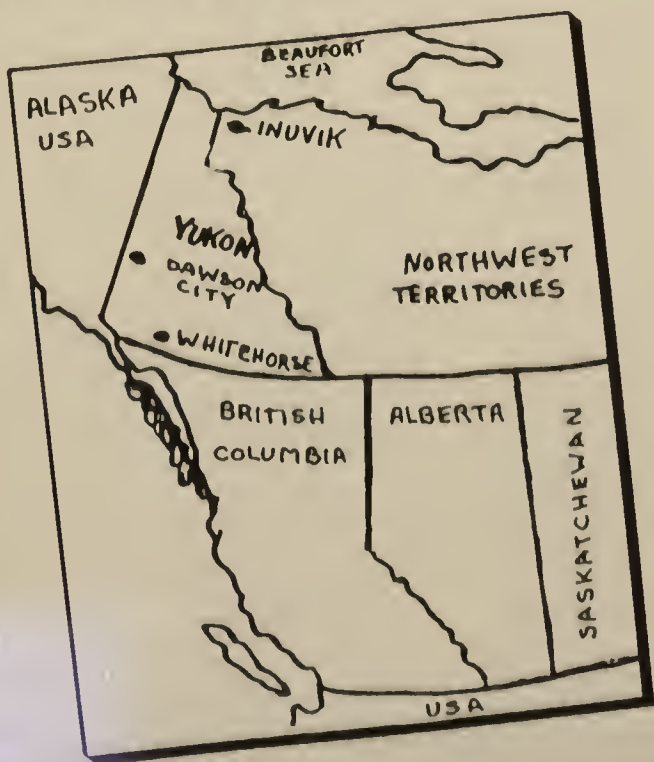 BEAUFORT
SEA
ALASKA
USA
INUVIK
YUKON
DAWSON
CITY
NORTHWEST
TERRITORIES
WHITEHORSE
BRITISH
COLUMBIA
ALBERTA
SASKATCHEWAN
USA